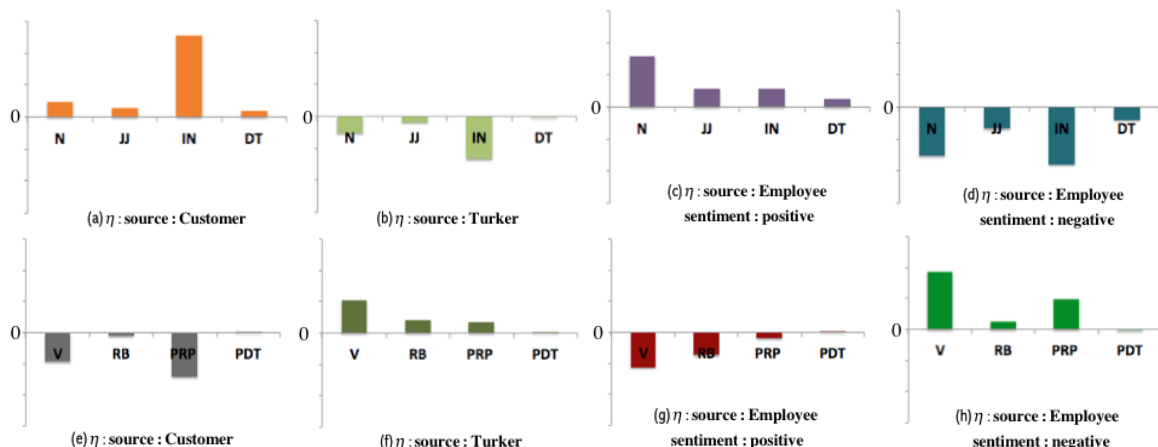 0
N JJ IN DT
(a) η : source : Customer
0
N JJ IN DT
(b) η : source : Turker
0
N JJ IN DT
(c) η : source : Employee
sentiment : positive
0
N JJ IN DT
(d) η : source : Employee
sentiment : negative
0
V RB PRP PDT
(e) η : source : Customer
0
V RB PRP PDT
(f) η : source : Turker
0
V RB PRP PDT
(g) η : source : Employee
sentiment : positive
0
V RB PRP PDT
(h) η : source : Employee
sentiment : negative